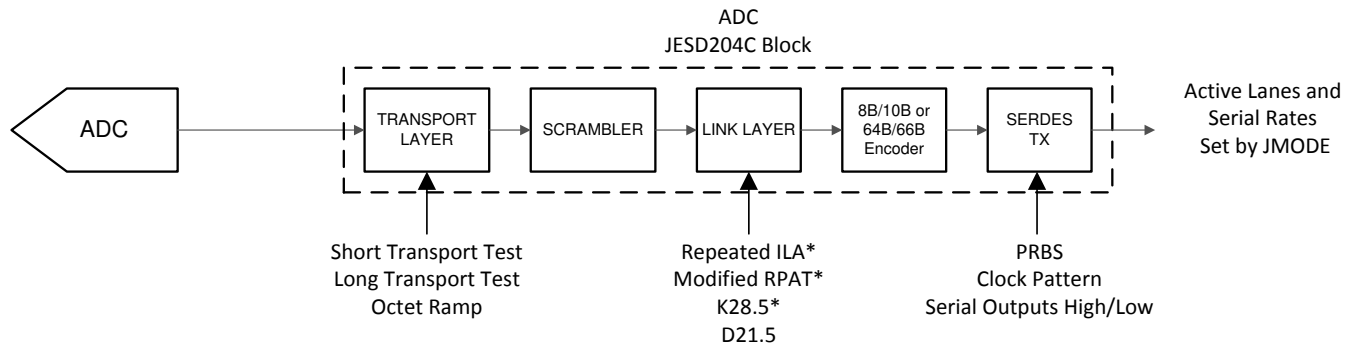 ADC
JESD204C Block
ADC
TRANSPORT
LAYER
SCRAMBLER
LINK LAYER
8B/10B or
64B/66B
Encoder
SERDES
TX
Active Lanes and
Serial Rates
Set by JMODE
Short Transport Test
Long Transport Test
Octet Ramp
Repeated ILA*
Modified RPAT*
K28.5*
D21.5
PRBS
Clock Pattern
Serial Outputs High/Low